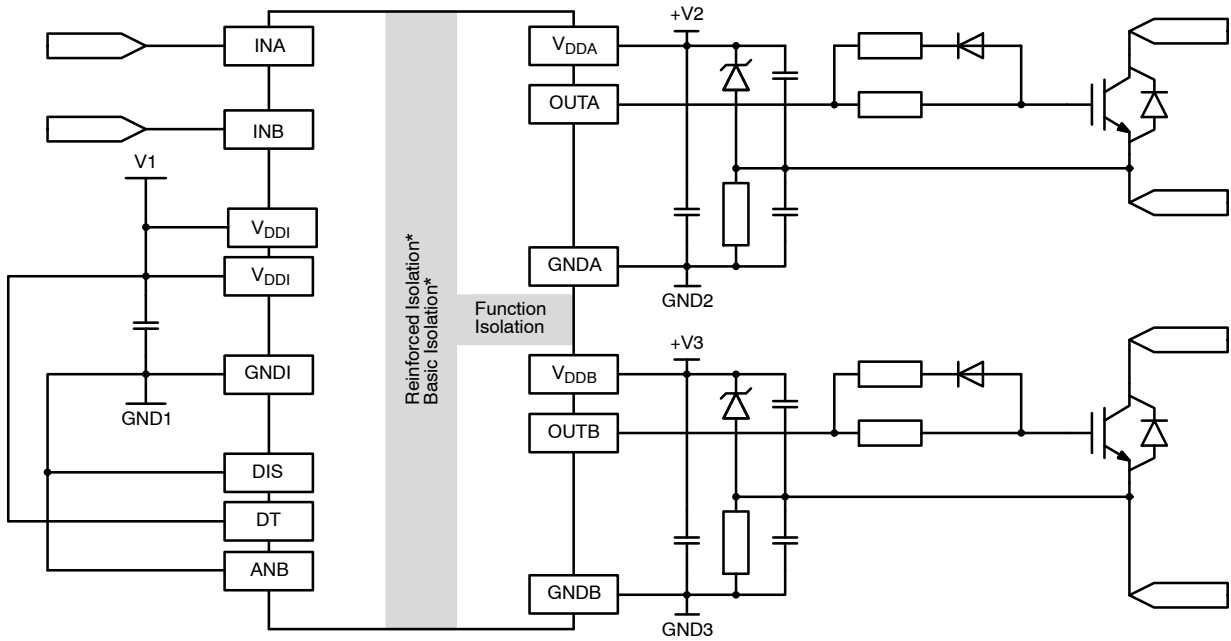 INA
INB
V1
VDDI
VDDI
GNDI
GND1
DIS
DT
ANB
Reinforced Isolation*
Basic Isolation*
Function
Isolation
VDDA
OUTA
GNDA
+V2
GND2
VDDB
OUTB
GNDB
+V3
GND3